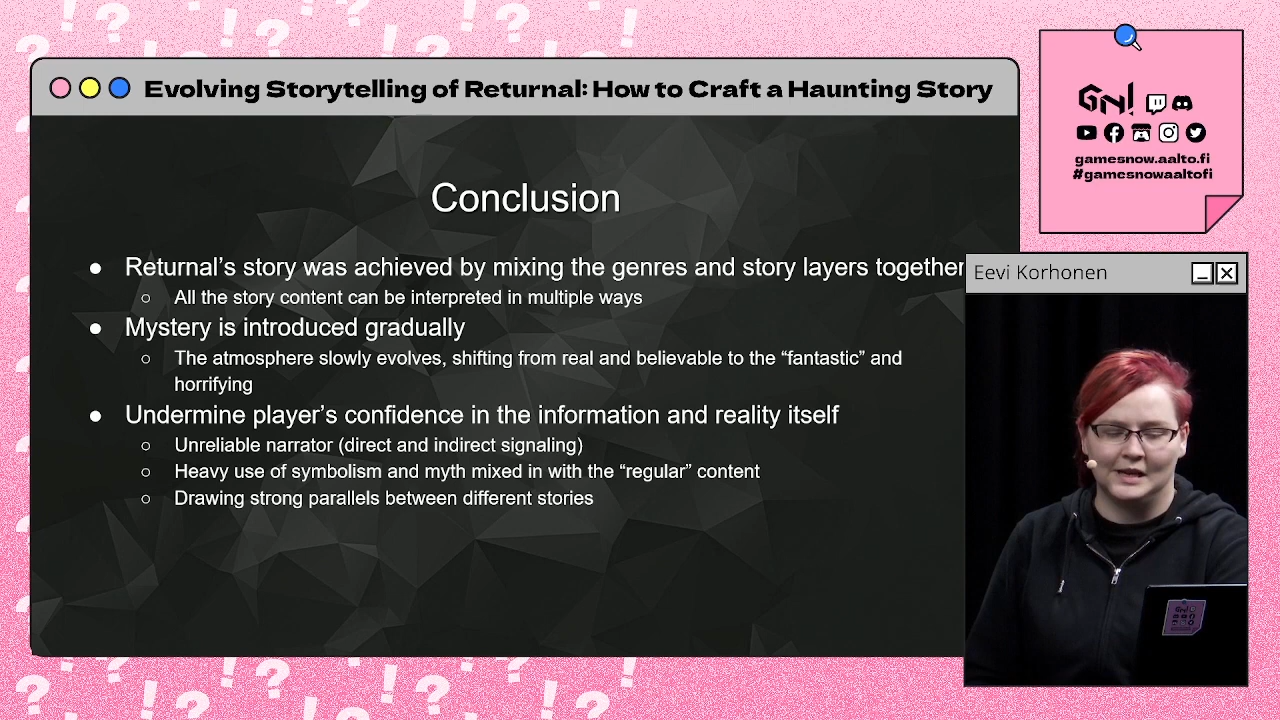 Evolving Storytelling of Returnal: How to Craft a Haunting Story
GN!
gamesnow.aalto.fi
#gamesnowaaltofi
Conclusion
● Returnal’s story was achieved by mixing the genres and story layers together
○ All the story content can be interpreted in multiple ways
● Mystery is introduced gradually
○ The atmosphere slowly evolves, shifting from real and believable to the “fantastic” and
horrifying
● Undermine player’s confidence in the information and reality itself
○ Unreliable narrator (direct and indirect signaling)
○ Heavy use of symbolism and myth mixed in with the “regular” content
○ Drawing strong parallels between different stories
Eevi Korhonen
GN!